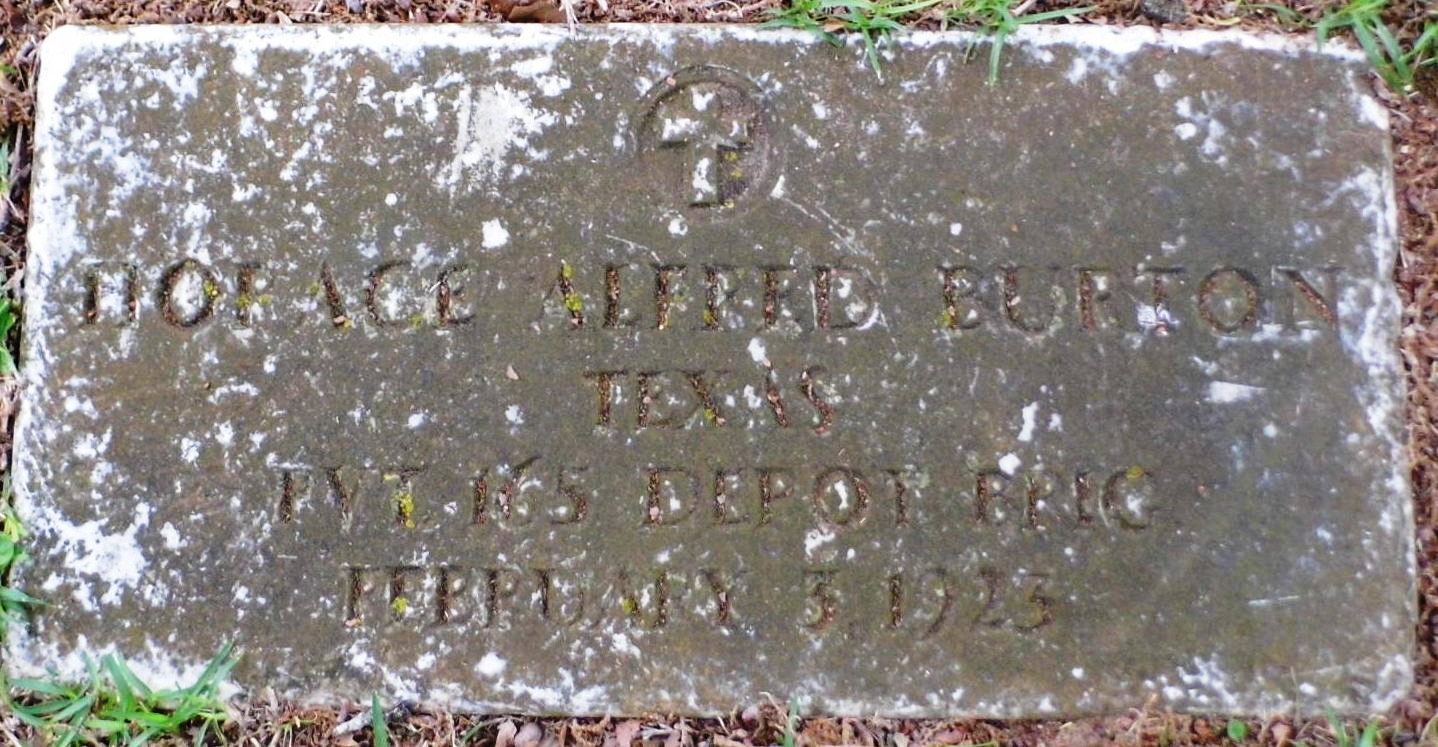 HORACE ALFRED BURTON
TEXAS
PVT 165 DEPOT BRIG
FEBRUARY 3 1923